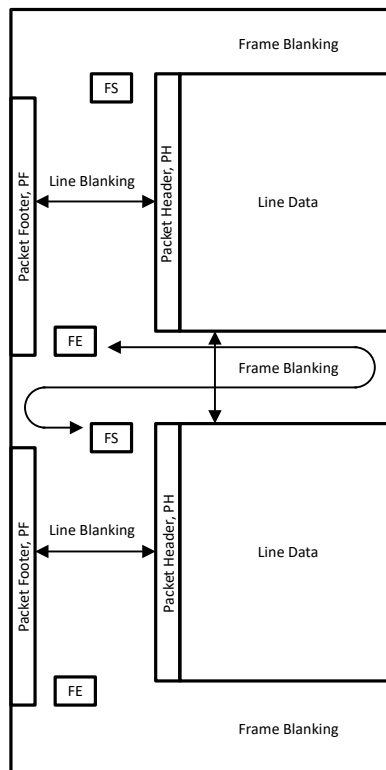 Frame Blanking
FS
Packet Footer, PF
Line Blanking
Packet Header, PH
Line Data
FE
Frame Blanking
FS
Packet Footer, PF
Line Blanking
Packet Header, PH
Line Data
FE
Frame Blanking